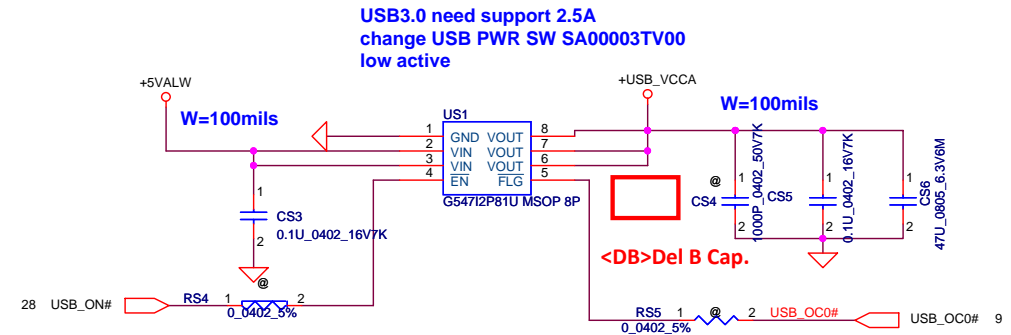 USB3.0 need support 2.5A
change USB PWR SW SA00003TV00
low active
+5VALW
+USB_VCCA
W=100mils
W=100mils
US1
1 GND VOUT 8
2 VIN VOUT 7
3 VIN VOUT 6
4 EN FLG 5
G547I2P81U MSOP 8P
1
CS3
0.1U_0402_16V7K
2
@
1
CS4
1000P_0402_50V7K
2
1
CS5
0.1U_0402_16V7K
2
1
CS6
47U_0805_6.3V6M
2
<DB>Del B Cap.
28 USB_ON#
RS4 1 @ 2
0_0402_5%
RS5 1 @ 2 USB_OC0#
0_0402_5%
USB_OC0# 9